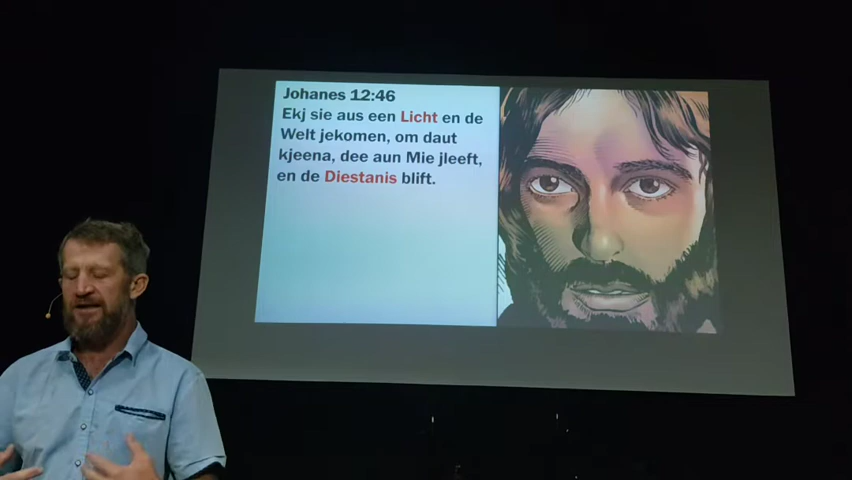 Johanes 12:46
Ekj sie aus een Licht en de
Welt jekomen, om daut
kjeena, dee aun Mie jleeft,
en de Diestanis blift.